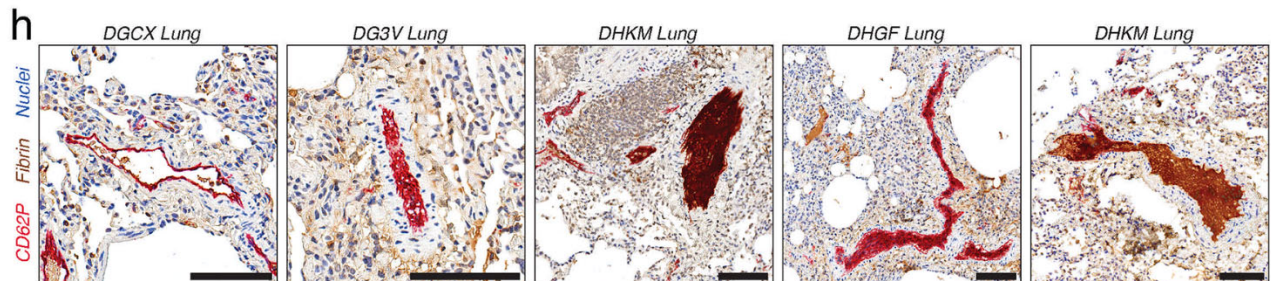 h
DGCX Lung
DG3V Lung
DHKM Lung
DHGF Lung
DHKM Lung
CD62P Fibrin Nuclei